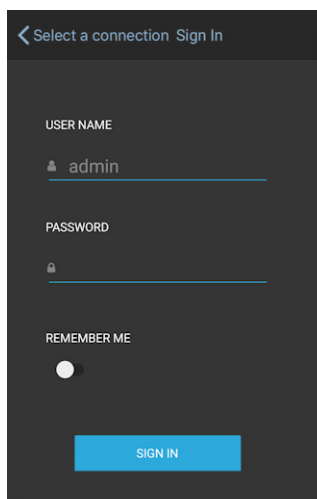 Select a connection Sign In
USER NAME
admin
PASSWORD
REMEMBER ME
SIGN IN